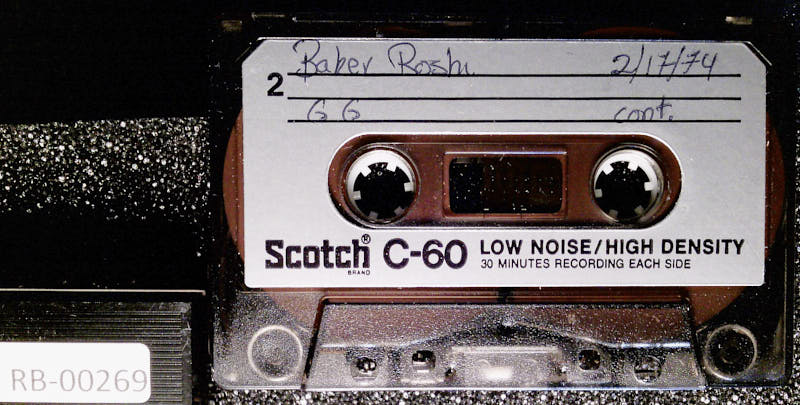 Baker Roshi 2/17/74
2
G G cont.
Scotch® C-60 LOW NOISE/HIGH DENSITY
BRAND 30 MINUTES RECORDING EACH SIDE
RB-00269